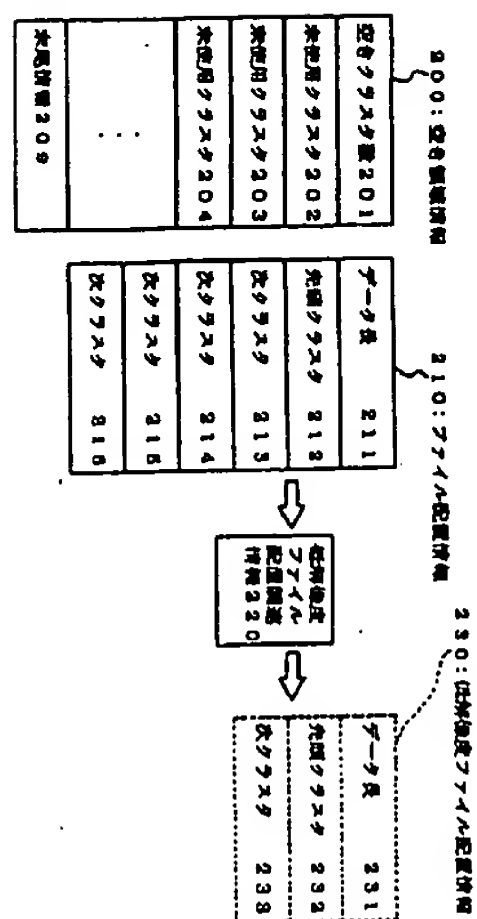 200:空き領域情報
空きクラスタ数201
未使用クラスタ202
未使用クラスタ203
未使用クラスタ204
...
末尾情報209
210:ファイル配置情報
データ長 211
先頭クラスタ 212
次クラスタ 213
次クラスタ 214
次クラスタ 215
次クラスタ 216
低解像度
ファイル
配置関連
情報220
230:低解像度ファイル配置情報
データ長 231
先頭クラスタ 232
次クラスタ 233